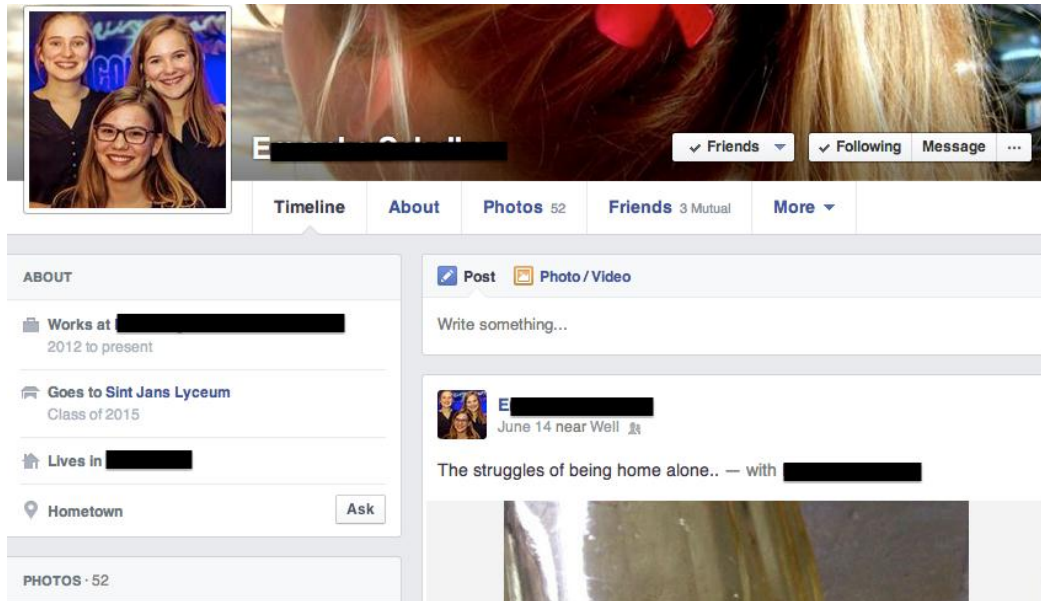 Friends
Following Message ...
Timeline About Photos 52 Friends 3 Mutual More
ABOUT
Works at
2012 to present
Goes to Sint Jans Lyceum
Class of 2015
Lives in
Hometown Ask
PHOTOS · 52
Post Photo / Video
Write something...
June 14 near Well
The struggles of being home alone.. — with